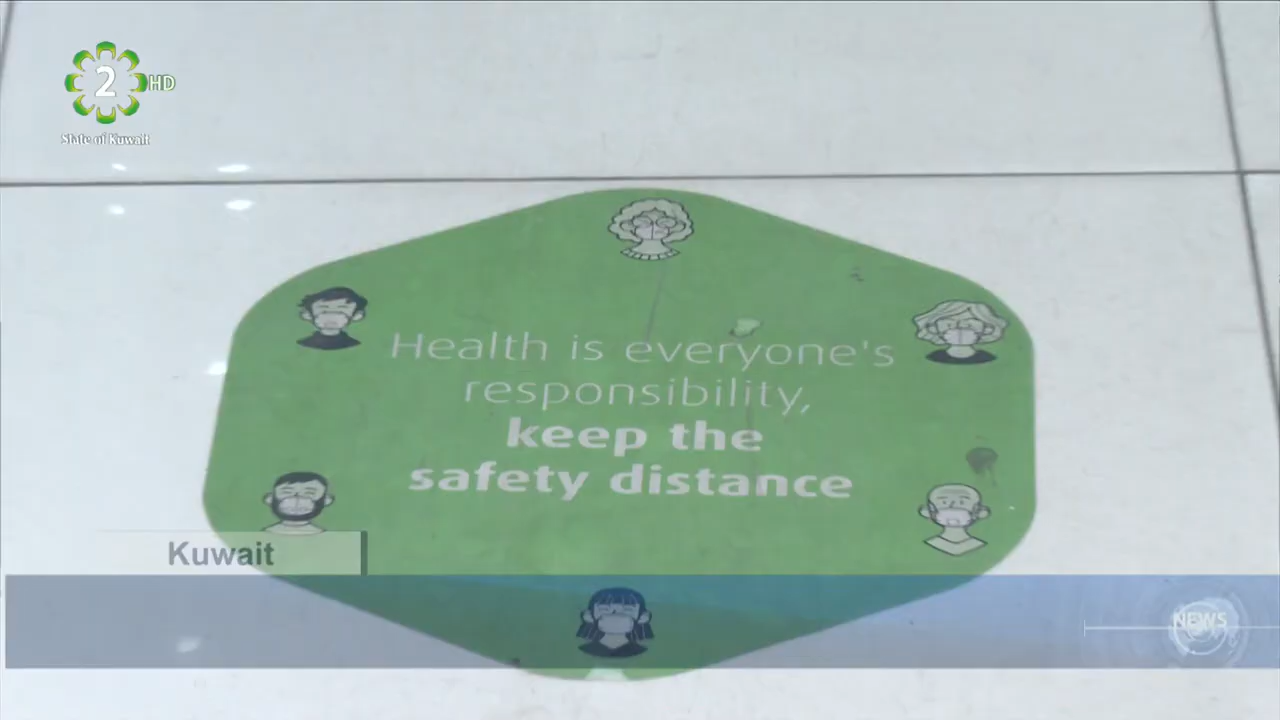 2 HD
State of Kuwait
Health is everyone's
responsibility,
keep the
safety distance
Kuwait
NEWS